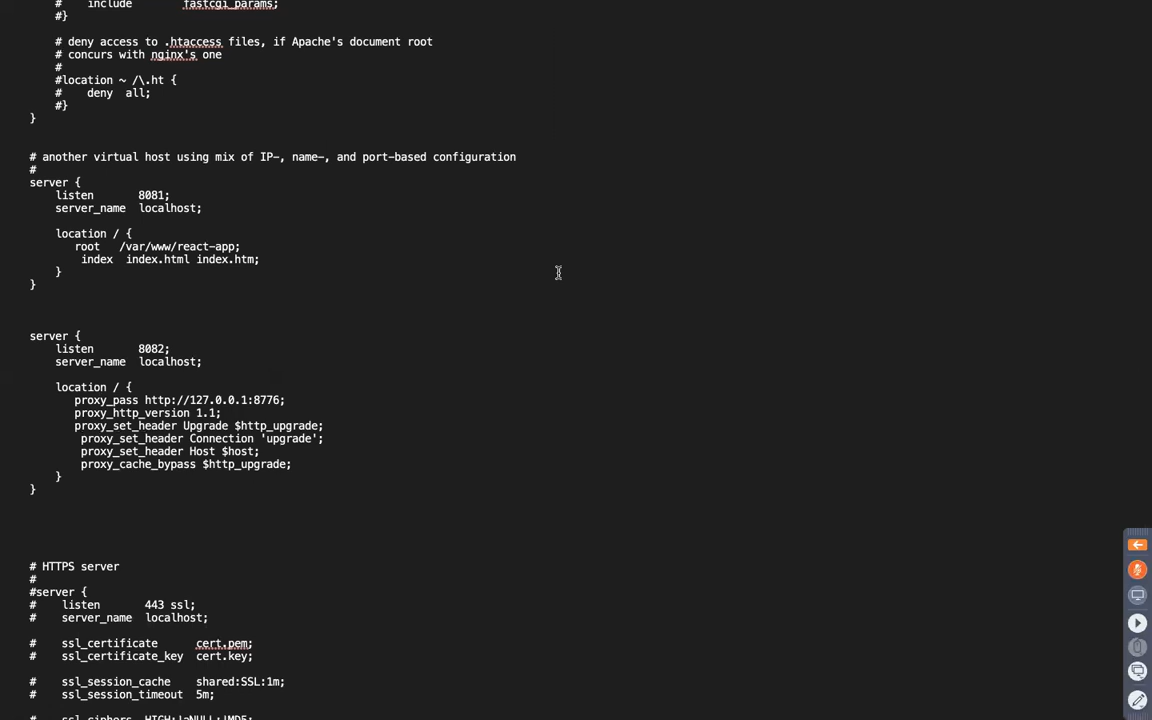 #    include        fastcgi_params;
#}
# deny access to .htaccess files, if Apache's document root
# concurs with nginx's one
#
#location ~ /\.ht {
#    deny  all;
#}
}
# another virtual host using mix of IP-, name-, and port-based configuration
#
server {
listen       8081;
server_name  localhost;
location / {
root   /var/www/react-app;
index  index.html index.htm;
}
}
server {
listen       8082;
server_name  localhost;
location / {
proxy_pass http://127.0.0.1:8776;
proxy_http_version 1.1;
proxy_set_header Upgrade $http_upgrade;
proxy_set_header Connection 'upgrade';
proxy_set_header Host $host;
proxy_cache_bypass $http_upgrade;
}
}
# HTTPS server
#
#server {
#    listen       443 ssl;
#    server_name  localhost;
#    ssl_certificate      cert.pem;
#    ssl_certificate_key  cert.key;
#    ssl_session_cache    shared:SSL:1m;
#    ssl_session_timeout  5m;
#    ssl_ciphers  HIGH:!aNULL:!MD5;